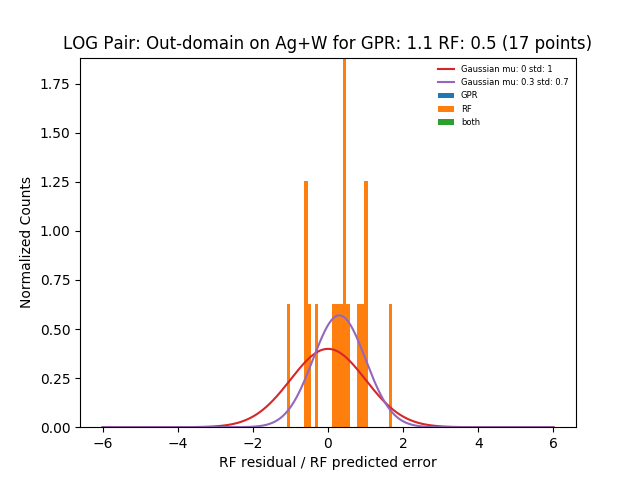 LOG Pair: Out-domain on Ag+W for GPR: 1.1 RF: 0.5 (17 points)
Gaussian mu: 0 std: 1
Gaussian mu: 0.3 std: 0.7
GPR
RF
both
Normalized Counts
1.75
1.50
1.25
1.00
0.75
0.50
0.25
0.00
−6 −4 −2 0 2 4 6
RF residual / RF predicted error